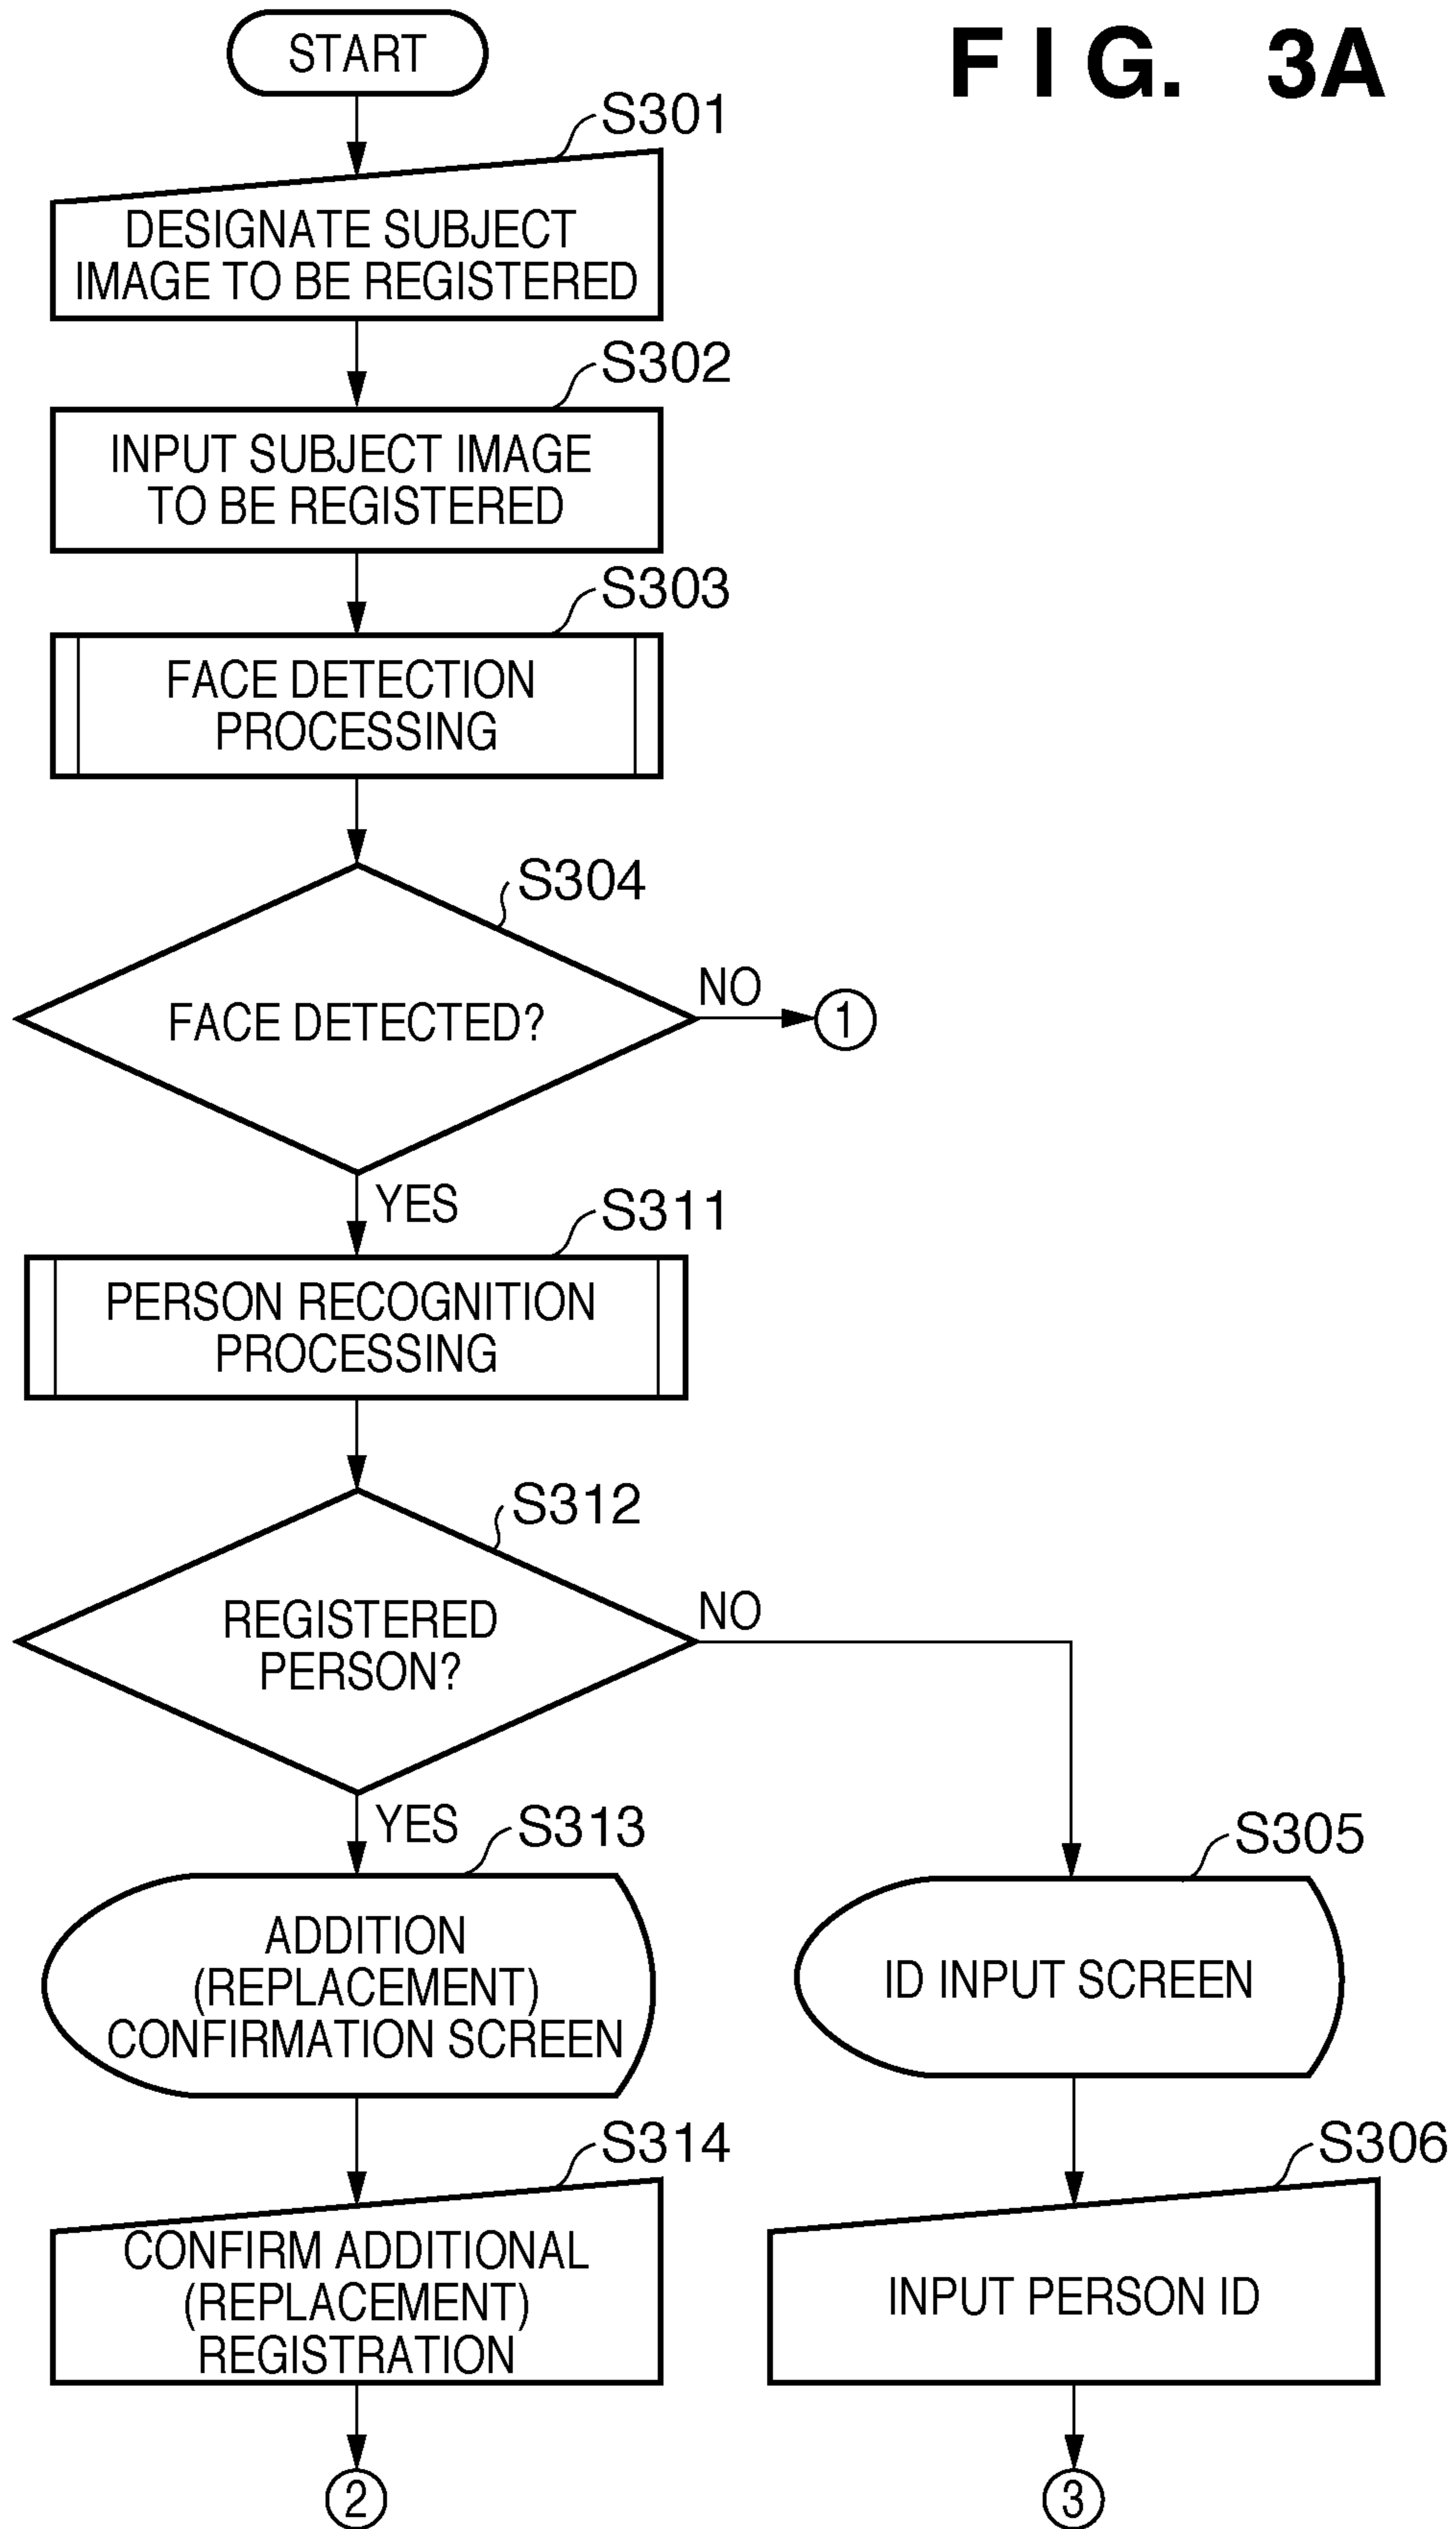 START
FIG. 3A
S301
DESIGNATE SUBJECT
IMAGE TO BE REGISTERED
S302
INPUT SUBJECT IMAGE
TO BE REGISTERED
S303
FACE DETECTION
PROCESSING
S304
FACE DETECTED?
NO
1
YES
S311
PERSON RECOGNITION
PROCESSING
S312
REGISTERED
PERSON?
NO
YES
S313
ADDITION
(REPLACEMENT)
CONFIRMATION SCREEN
S305
ID INPUT SCREEN
S314
CONFIRM ADDITIONAL
(REPLACEMENT)
REGISTRATION
S306
INPUT PERSON ID
2
3